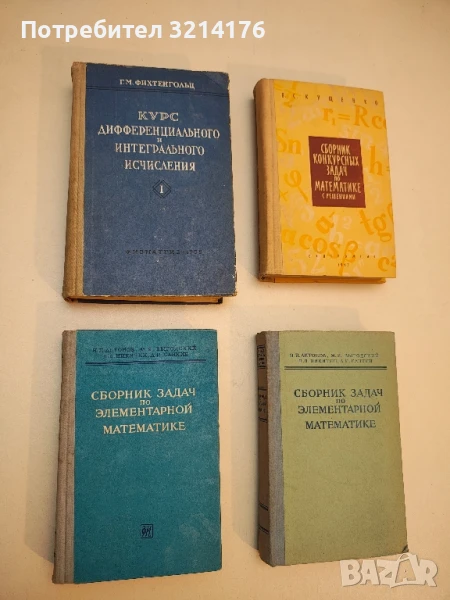 Потребител 3214176
Г.М. ФИХТЕНГОЛЬЦ
КУРС
ДИФФЕРЕНЦИАЛЬНОГО
И
ИНТЕГРАЛЬНОГО
ИСЧИСЛЕНИЯ
I
СБОРНИК
КОНКУРСНЫХ
ЗАДАЧ
ПО
МАТЕМАТИКЕ
С РЕШЕНИЯМИ
СБОРНИК ЗАДАЧ
ПО
ЭЛЕМЕНТАРНОЙ
МАТЕМАТИКЕ
СБОРНИК ЗАДАЧ
ПО
ЭЛЕМЕНТАРНОЙ
МАТЕМАТИКЕ
BAZAR